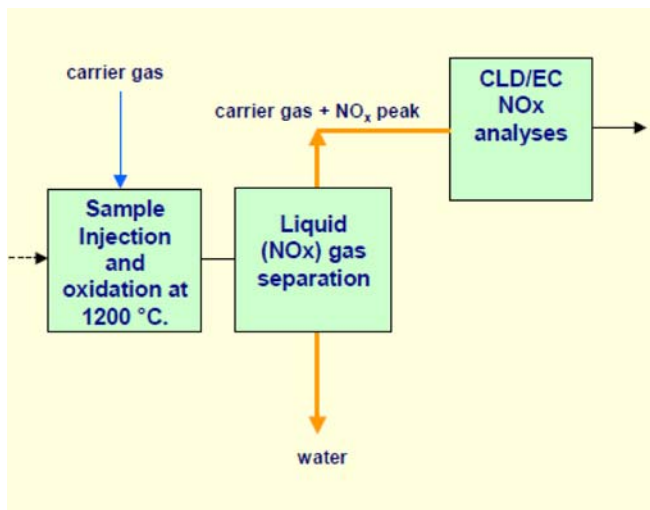 carrier gas
carrier gas + NOx peak
CLD/EC
NOx
analyses
Sample
Injection
and
oxidation at
1200 °C.
Liquid
(NOx) gas
separation
water